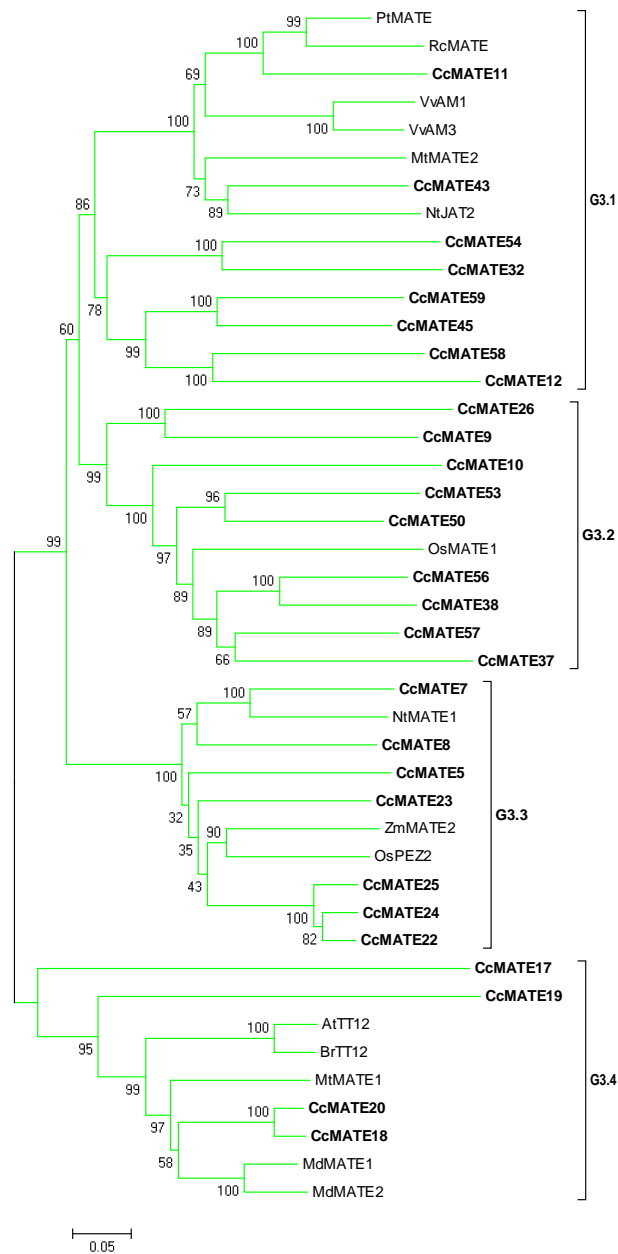 99 PtMATE
RcMATE
100
CcMATE11
69
VvAM1
100 VvAM3
100
MtMATE2
73
CcMATE43
89 NtJAT2
G3.1
86
100 CcMATE54
CcMATE32
78
100 CcMATE59
CcMATE45
99
CcMATE58
100 CcMATE12
60
100 CcMATE26
CcMATE9
99
CcMATE10
100
96 CcMATE53
CcMATE50
97
G3.2
OsMATE1
89
100 CcMATE56
CcMATE38
89
CcMATE57
66 CcMATE37
99
100 CcMATE7
NtMATE1
57
CcMATE8
100
CcMATE5
32
CcMATE23
G3.3
35
90 ZmMATE2
OsPEZ2
43
CcMATE25
100
CcMATE24
82 CcMATE22
CcMATE17
CcMATE19
95
100 AtTT12
BrTT12
99
MtMATE1
G3.4
97
100 CcMATE20
CcMATE18
58
MdMATE1
100 MdMATE2
0.05